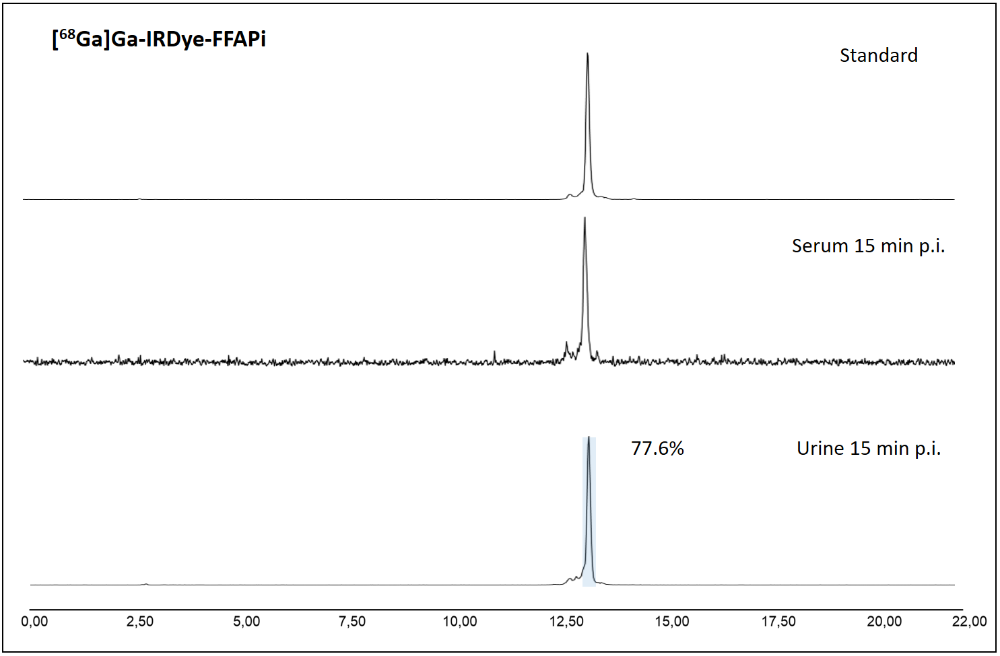 [⁶⁸Ga]Ga-IRDye-FFAPi
Standard
Serum 15 min p.i.
77.6%
Urine 15 min p.i.
0,00 2,50 5,00 7,50 10,00 12,50 15,00 17,50 20,00 22,00